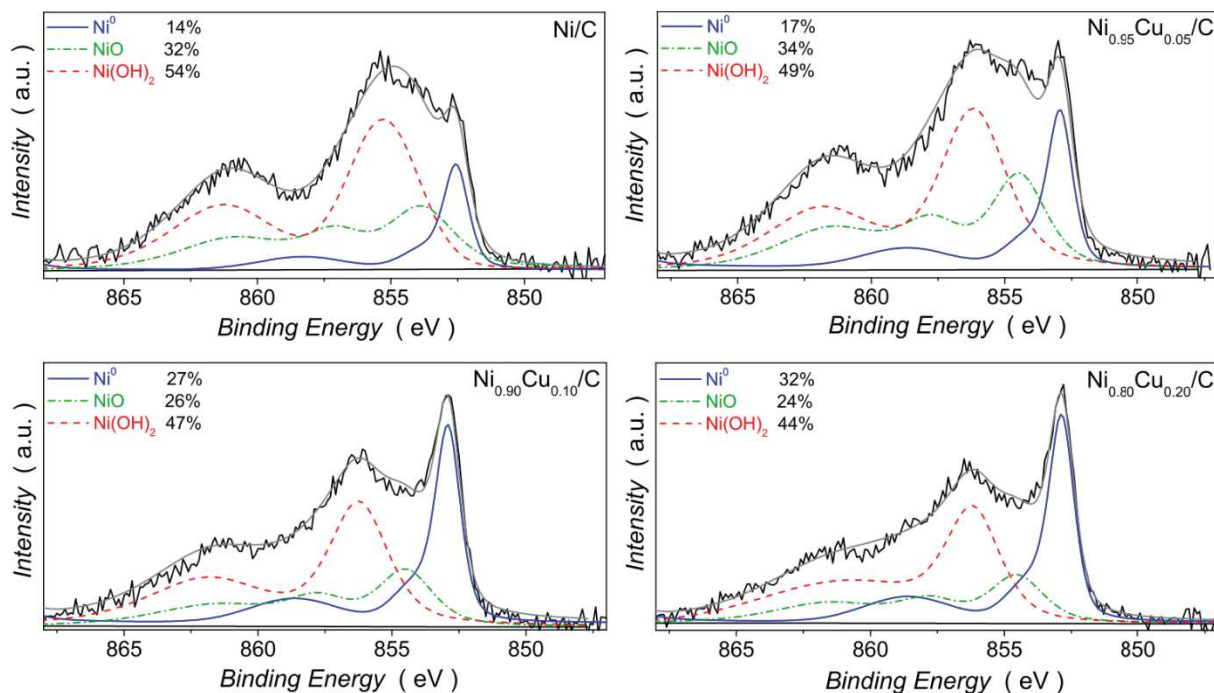 Ni⁰ 14%
NiO 32%
Ni(OH)₂ 54%
Ni/C
Intensity ( a.u. )
865 860 855 850
Binding Energy ( eV )
Ni⁰ 17%
NiO 34%
Ni(OH)₂ 49%
Ni₀.₉₅Cu₀.₀₅/C
Intensity ( a.u. )
865 860 855 850
Binding Energy ( eV )
Ni⁰ 27%
NiO 26%
Ni(OH)₂ 47%
Ni₀.₉₀Cu₀.₁₀/C
Intensity ( a.u. )
865 860 855 850
Binding Energy ( eV )
Ni⁰ 32%
NiO 24%
Ni(OH)₂ 44%
Ni₀.₈₀Cu₀.₂₀/C
Intensity ( a.u. )
865 860 855 850
Binding Energy ( eV )